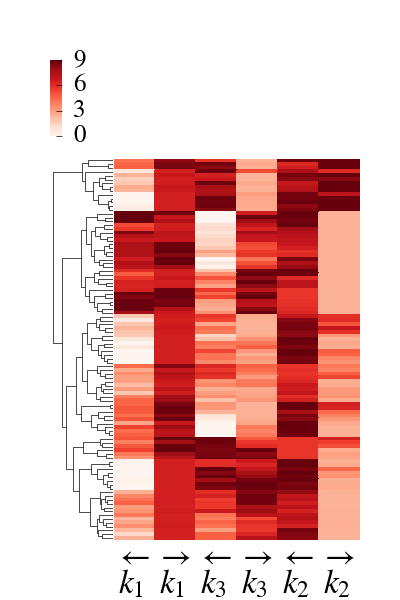 9
6
3
0
← → ← → ← →
k₁ k₁ k₃ k₃ k₂ k₂